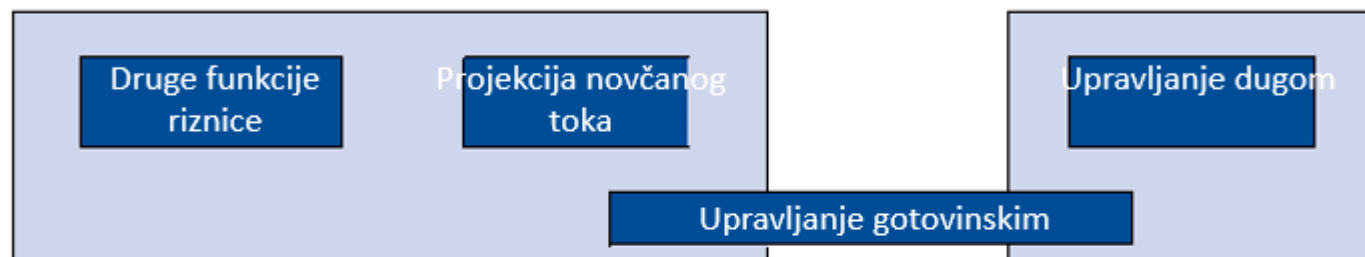 Druge funkcije
riznice
Projekcija novčanog
toka
Upravljanje dugom
Upravljanje gotovinskim